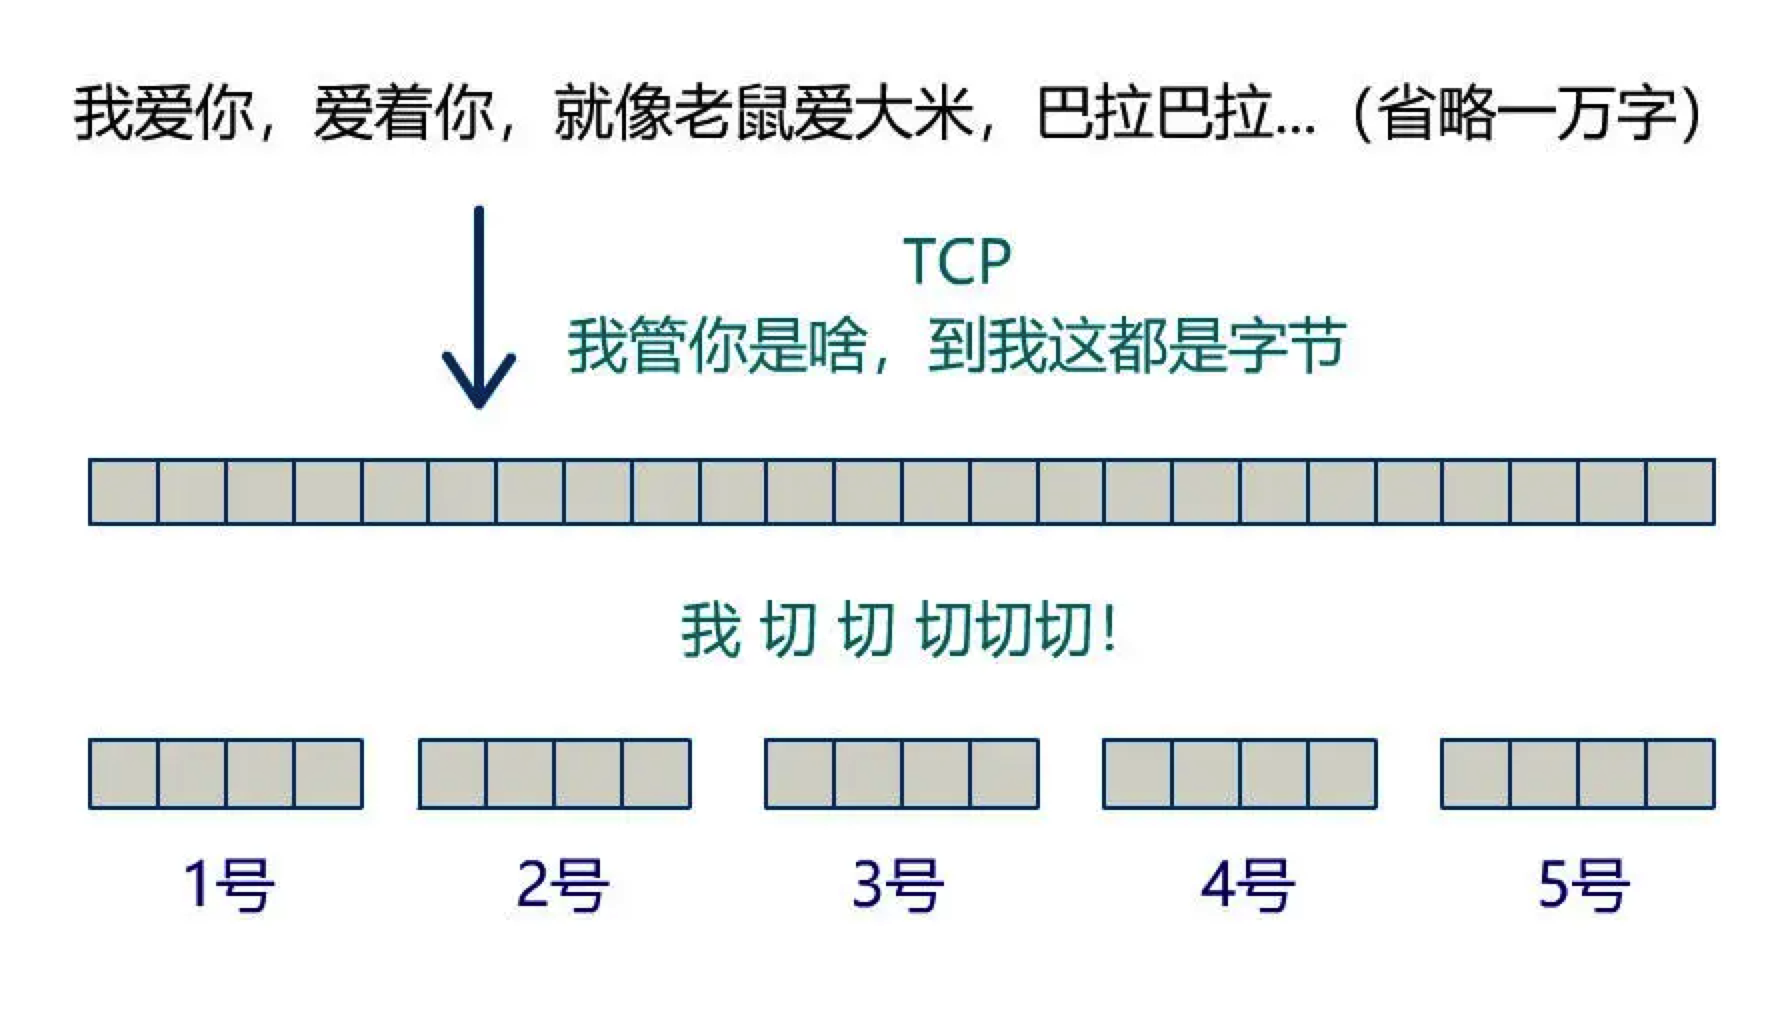 我爱你，爱着你，就像老鼠爱大米，巴拉巴拉...（省略一万字）
TCP
我管你是啥，到我这都是字节
我 切 切 切切切！
1号 2号 3号 4号 5号